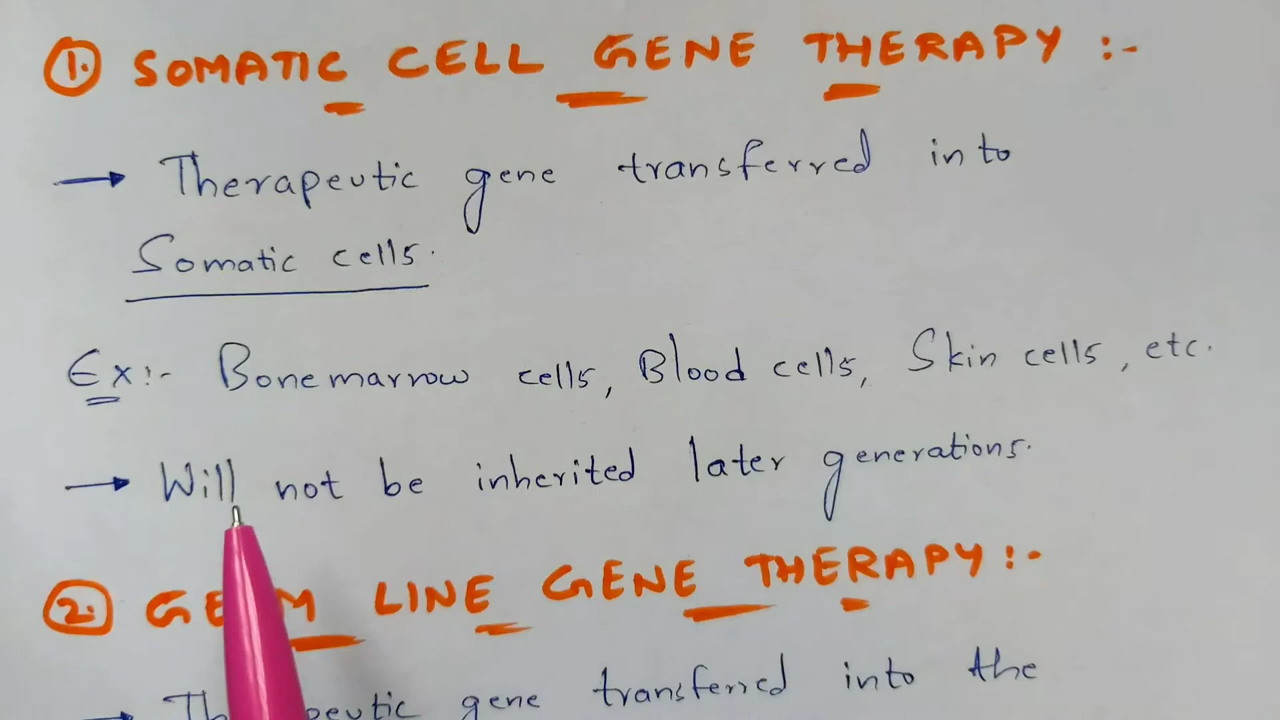 1. SOMATIC CELL GENE THERAPY :-
→ Therapeutic gene transferred into
Somatic cells.
Ex:- Bonemarrow cells, Blood cells, Skin cells, etc.
→ Will not be inherited later generations.
2. LINE GENE THERAPY:-
→ gene transferred into the